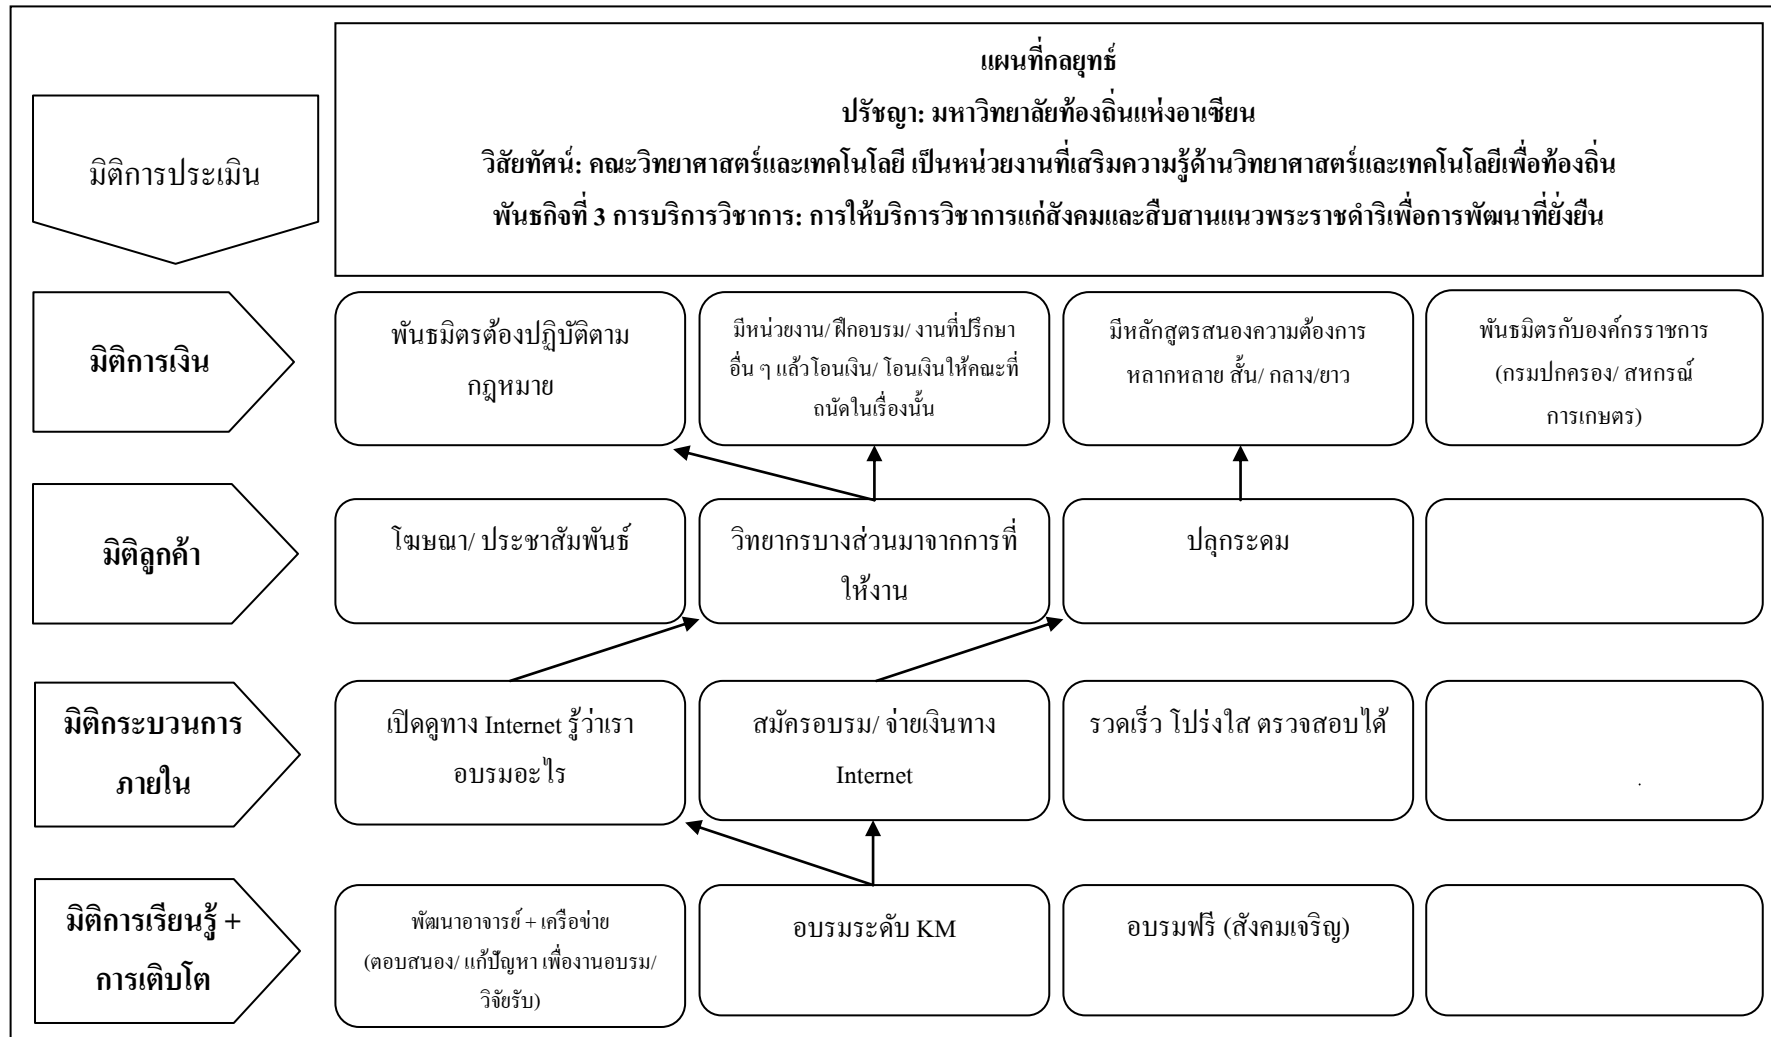 แผนที่กลยุทธ์
ปรัชญา: มหาวิทยาลัยท้องถิ่นแห่งอาเซียน
วิสัยทัศน์: คณะวิทยาศาสตร์และเทคโนโลยี เป็นหน่วยงานที่เสริมความรู้ด้านวิทยาศาสตร์และเทคโนโลยีเพื่อท้องถิ่น
พันธกิจที่ 3 การบริการวิชาการ: การให้บริการวิชาการแก่สังคมและสืบสานแนวพระราชดำริเพื่อการพัฒนาที่ยั่งยืน
มิติการประเมิน
มิติการเงิน
พันธมิตรต้องปฏิบัติตาม
กฎหมาย
มีหน่วยงาน/ ฝึกอบรม/ งานที่ปรึกษา
อื่น ๆ แล้วโอนเงิน/ โอนเงินให้คณะที่
ถนัดในเรื่องนั้น
มีหลักสูตรสนองความต้องการ
หลากหลาย สั้น/ กลาง/ยาว
พันธมิตรกับองค์กรราชการ
(กรมปกครอง/ สหกรณ์
การเกษตร)
มิติลูกค้า
โฆษณา/ ประชาสัมพันธ์
วิทยากรบางส่วนมาจากการที่
ให้งาน
ปลุกระดม
มิติกระบวนการ
ภายใน
เปิดดูทาง Internet รู้ว่าเรา
อบรมอะไร
สมัครอบรม/ จ่ายเงินทาง
Internet
รวดเร็ว โปร่งใส ตรวจสอบได้
.
มิติการเรียนรู้ +
การเติบโต
พัฒนาอาจารย์ + เครือข่าย
(ตอบสนอง/ แก้ปัญหา เพื่องานอบรม/
วิจัยรับ)
อบรมระดับ KM
อบรมฟรี (สังคมเจริญ)